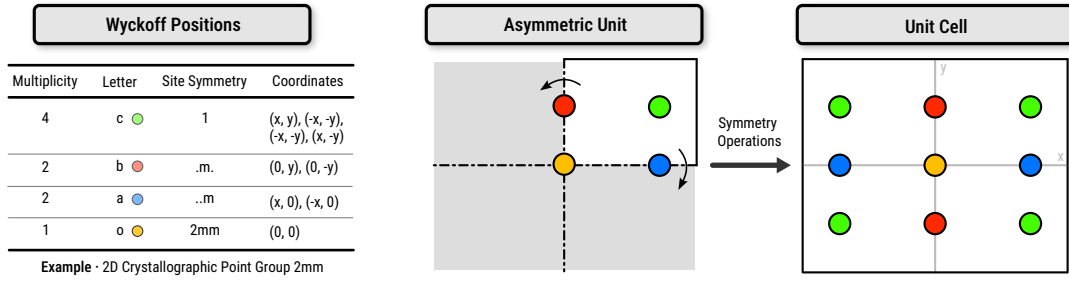 Wyckoff Positions
Multiplicity Letter Site Symmetry Coordinates
4 c 1 (x, y), (-x, -y),
(-x, -y), (x, -y)
2 b .m. (0, y), (0, -y)
2 a ..m (x, 0), (-x, 0)
1 o 2mm (0, 0)
Example · 2D Crystallographic Point Group 2mm
Asymmetric Unit
Symmetry
Operations
Unit Cell
y
x